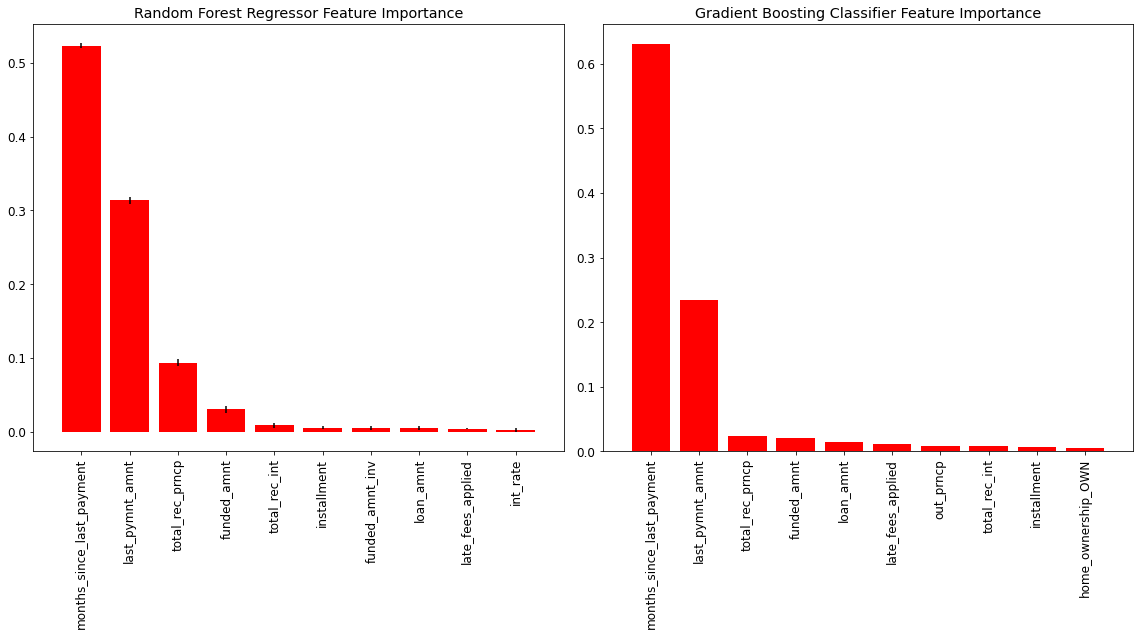 Random Forest Regressor Feature Importance
0.5
0.4
0.3
0.2
0.1
0.0
months_since_last_payment
last_pymnt_amnt
total_rec_prncp
funded_amnt
total_rec_int
installment
funded_amnt_inv
loan_amnt
late_fees_applied
int_rate
Gradient Boosting Classifier Feature Importance
0.6
0.5
0.4
0.3
0.2
0.1
0.0
months_since_last_payment
last_pymnt_amnt
total_rec_prncp
funded_amnt
loan_amnt
late_fees_applied
out_prncp
total_rec_int
installment
home_ownership_OWN